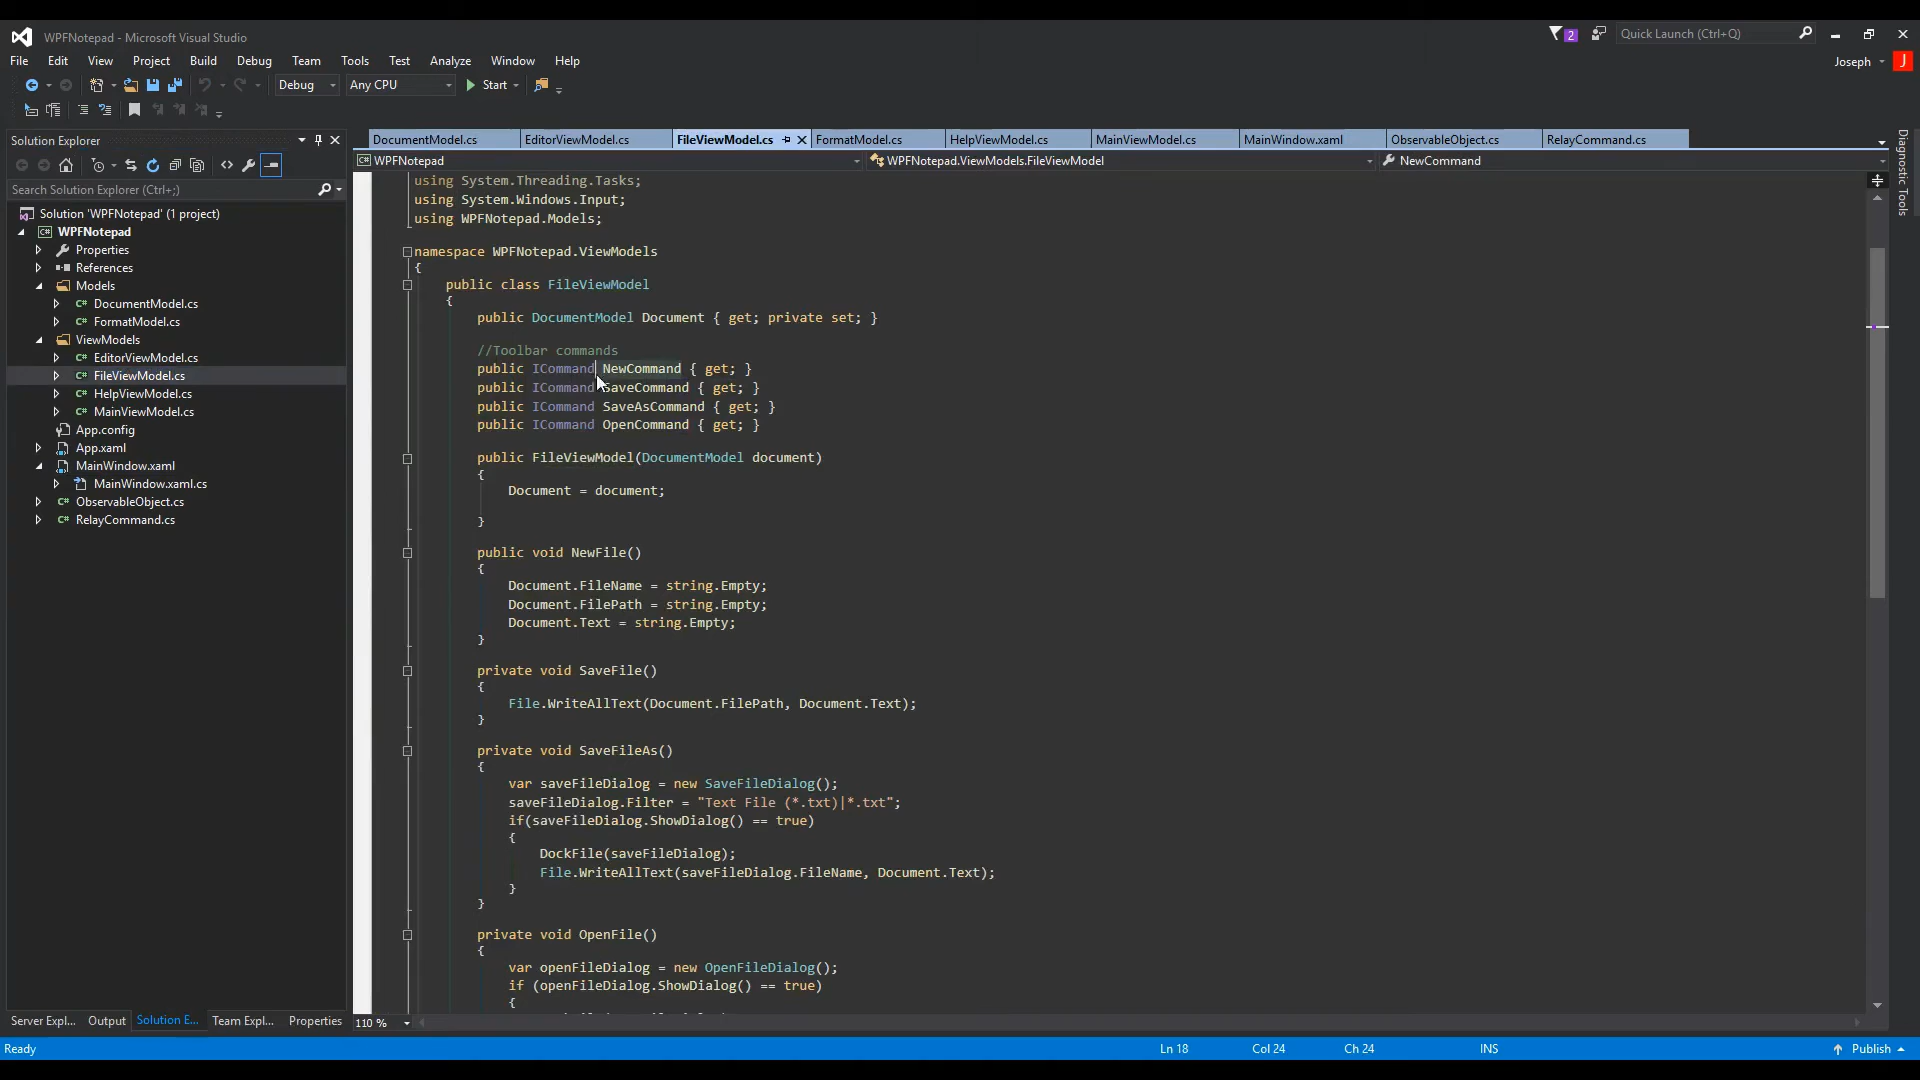 WPFNotepad - Microsoft Visual Studio
2
Quick Launch (Ctrl+Q)
File Edit View Project Build Debug Team Tools Test Analyze Window Help
Joseph
J
Debug Any CPU Start
Solution Explorer
Search Solution Explorer (Ctrl+;)
Solution 'WPFNotepad' (1 project)
WPFNotepad
Properties
References
Models
DocumentModel.cs
FormatModel.cs
ViewModels
EditorViewModel.cs
FileViewModel.cs
HelpViewModel.cs
MainViewModel.cs
App.config
App.xaml
MainWindow.xaml
MainWindow.xaml.cs
ObservableObject.cs
RelayCommand.cs
Server Expl... Output Solution E... Team Expl... Properties
DocumentModel.cs EditorViewModel.cs FileViewModel.cs FormatModel.cs HelpViewModel.cs MainViewModel.cs MainWindow.xaml ObservableObject.cs RelayCommand.cs
WPFNotepad WPFNotepad.ViewModels.FileViewModel NewCommand
using System.Threading.Tasks;
using System.Windows.Input;
using WPFNotepad.Models;
namespace WPFNotepad.ViewModels
{
public class FileViewModel
{
public DocumentModel Document { get; private set; }
//Toolbar commands
public ICommand NewCommand { get; }
public ICommand SaveCommand { get; }
public ICommand SaveAsCommand { get; }
public ICommand OpenCommand { get; }
public FileViewModel(DocumentModel document)
{
Document = document;
}
public void NewFile()
{
Document.FileName = string.Empty;
Document.FilePath = string.Empty;
Document.Text = string.Empty;
}
private void SaveFile()
{
File.WriteAllText(Document.FilePath, Document.Text);
}
private void SaveFileAs()
{
var saveFileDialog = new SaveFileDialog();
saveFileDialog.Filter = "Text File (*.txt)|*.txt";
if(saveFileDialog.ShowDialog() == true)
{
DockFile(saveFileDialog);
File.WriteAllText(saveFileDialog.FileName, Document.Text);
}
}
private void OpenFile()
{
var openFileDialog = new OpenFileDialog();
if (openFileDialog.ShowDialog() == true)
{
110 %
Diagnostic Tools
Ready Ln 18 Col 24 Ch 24 INS Publish